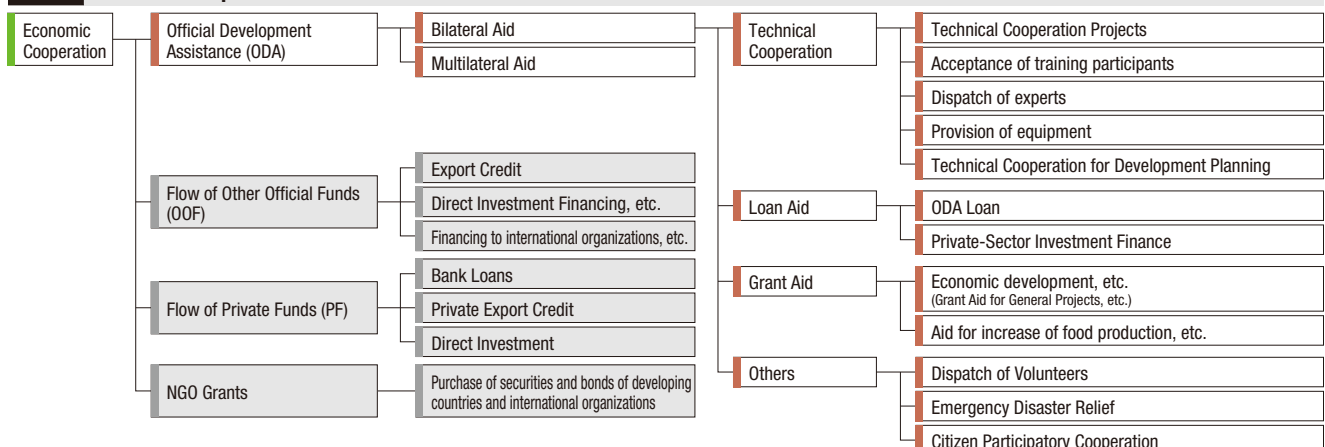 Economic
Cooperation
Official Development
Assistance (ODA)
Bilateral Aid
Multilateral Aid
Technical
Cooperation
Technical Cooperation Projects
Acceptance of training participants
Dispatch of experts
Provision of equipment
Technical Cooperation for Development Planning
Flow of Other Official Funds
(OOF)
Export Credit
Direct Investment Financing, etc.
Financing to international organizations, etc.
Loan Aid
ODA Loan
Private-Sector Investment Finance
Flow of Private Funds (PF)
Bank Loans
Private Export Credit
Direct Investment
Grant Aid
Economic development, etc.
(Grant Aid for General Projects, etc.)
Aid for increase of food production, etc.
NGO Grants
Purchase of securities and bonds of developing
countries and international organizations
Others
Dispatch of Volunteers
Emergency Disaster Relief
Citizen Participatory Cooperation